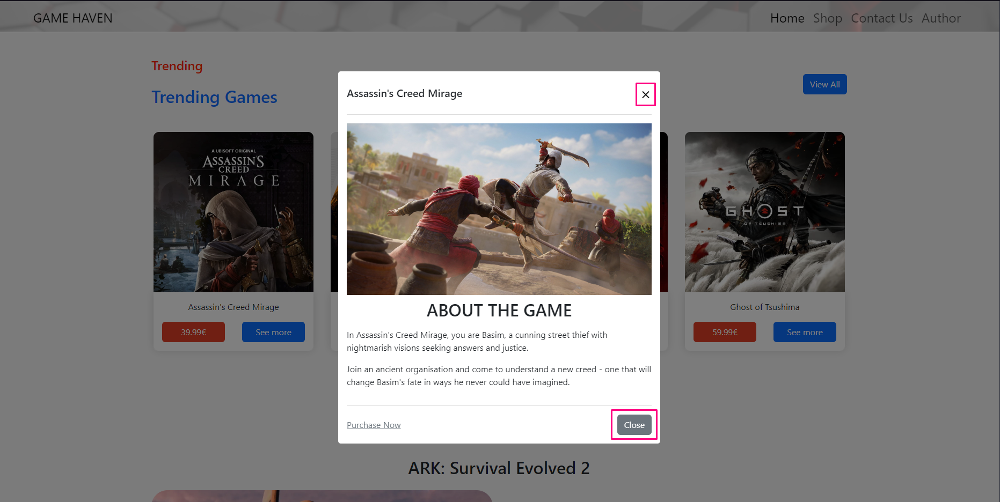 GAME HAVEN
Home Shop Contact Us Author
Trending
Trending Games
View All
Assassin's Creed Mirage
A UBISOFT ORIGINAL
ASSASSIN'S
CREED
MIRAGE
GHOST
OF TSUSHIMA
ABOUT THE GAME
In Assassin's Creed Mirage, you are Basim, a cunning street thief with
nightmarish visions seeking answers and justice.
Join an ancient organisation and come to understand a new creed - one that will
change Basim's fate in ways he never could have imagined.
Purchase Now
Close
Assassin's Creed Mirage
39.99€
See more
Ghost of Tsushima
59.99€
See more
ARK: Survival Evolved 2